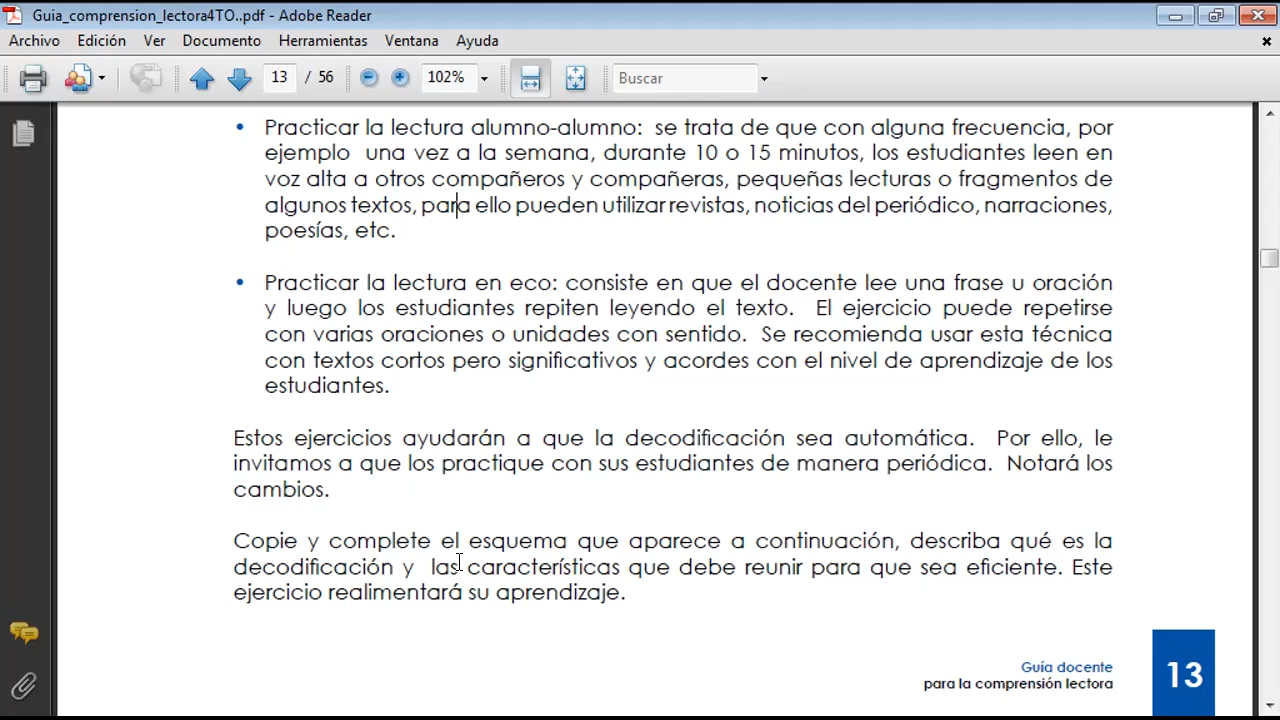 Guia_comprension_lectora4TO..pdf - Adobe Reader
Archivo Edición Ver Documento Herramientas Ventana Ayuda
13 / 56 102% Buscar
• Practicar la lectura alumno-alumno: se trata de que con alguna frecuencia, por
ejemplo una vez a la semana, durante 10 o 15 minutos, los estudiantes leen en
voz alta a otros compañeros y compañeras, pequeñas lecturas o fragmentos de
algunos textos, para ello pueden utilizar revistas, noticias del periódico, narraciones,
poesías, etc.
• Practicar la lectura en eco: consiste en que el docente lee una frase u oración
y luego los estudiantes repiten leyendo el texto. El ejercicio puede repetirse
con varias oraciones o unidades con sentido. Se recomienda usar esta técnica
con textos cortos pero significativos y acordes con el nivel de aprendizaje de los
estudiantes.
Estos ejercicios ayudarán a que la decodificación sea automática. Por ello, le
invitamos a que los practique con sus estudiantes de manera periódica. Notará los
cambios.
Copie y complete el esquema que aparece a continuación, describa qué es la
decodificación y las características que debe reunir para que sea eficiente. Este
ejercicio realimentará su aprendizaje.
Guía docente
para la comprensión lectora
13